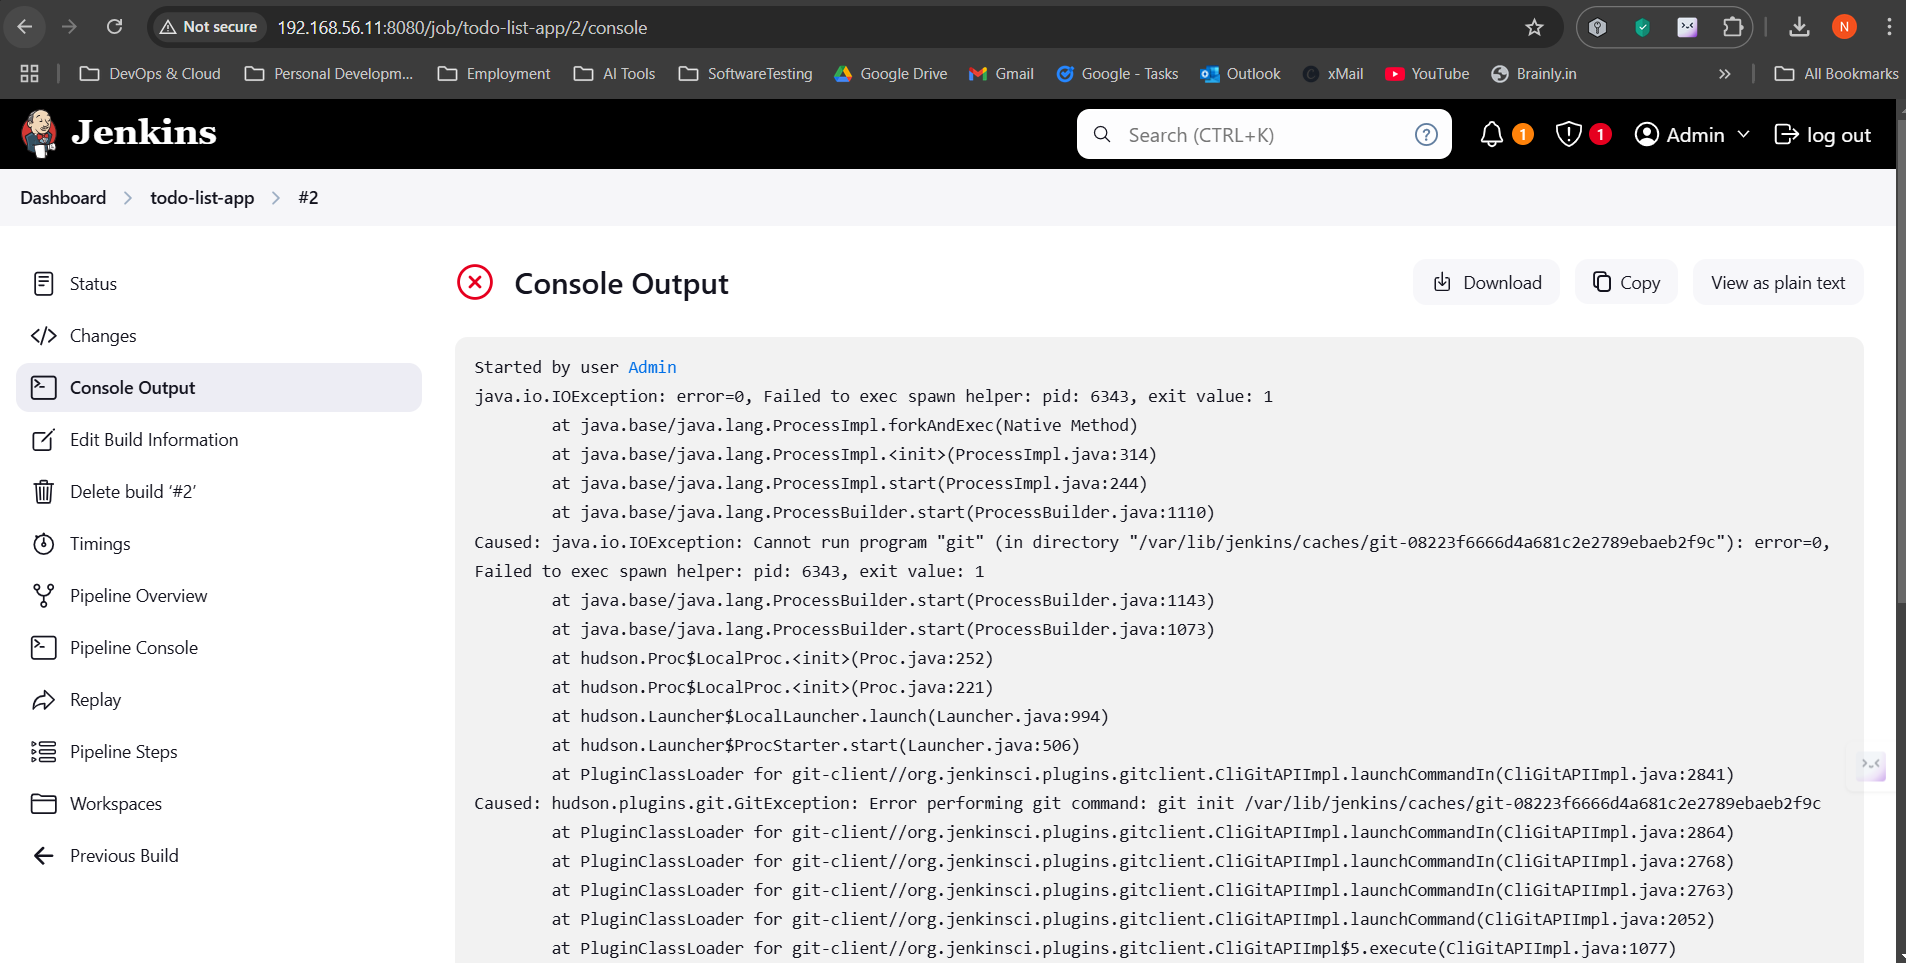 Not secure 192.168.56.11:8080/job/todo-list-app/2/console N
DevOps & Cloud Personal Developm... Employment AI Tools SoftwareTesting Google Drive Gmail Google - Tasks Outlook xMail YouTube Brainly.in » All Bookmarks
Jenkins Search (CTRL+K) ? 1 1 Admin log out
Dashboard todo-list-app #2
Status
Changes
Console Output
Edit Build Information
Delete build ‘#2’
Timings
Pipeline Overview
Pipeline Console
Replay
Pipeline Steps
Workspaces
Previous Build
Console Output Download Copy View as plain text
Started by user Admin
java.io.IOException: error=0, Failed to exec spawn helper: pid: 6343, exit value: 1
at java.base/java.lang.ProcessImpl.forkAndExec(Native Method)
at java.base/java.lang.ProcessImpl.<init>(ProcessImpl.java:314)
at java.base/java.lang.ProcessImpl.start(ProcessImpl.java:244)
at java.base/java.lang.ProcessBuilder.start(ProcessBuilder.java:1110)
Caused: java.io.IOException: Cannot run program "git" (in directory "/var/lib/jenkins/caches/git-08223f6666d4a681c2e2789ebaeb2f9c"): error=0,
Failed to exec spawn helper: pid: 6343, exit value: 1
at java.base/java.lang.ProcessBuilder.start(ProcessBuilder.java:1143)
at java.base/java.lang.ProcessBuilder.start(ProcessBuilder.java:1073)
at hudson.Proc$LocalProc.<init>(Proc.java:252)
at hudson.Proc$LocalProc.<init>(Proc.java:221)
at hudson.Launcher$LocalLauncher.launch(Launcher.java:994)
at hudson.Launcher$ProcStarter.start(Launcher.java:506)
at PluginClassLoader for git-client//org.jenkinsci.plugins.gitclient.CliGitAPIImpl.launchCommandIn(CliGitAPIImpl.java:2841)
Caused: hudson.plugins.git.GitException: Error performing git command: git init /var/lib/jenkins/caches/git-08223f6666d4a681c2e2789ebaeb2f9c
at PluginClassLoader for git-client//org.jenkinsci.plugins.gitclient.CliGitAPIImpl.launchCommandIn(CliGitAPIImpl.java:2864)
at PluginClassLoader for git-client//org.jenkinsci.plugins.gitclient.CliGitAPIImpl.launchCommandIn(CliGitAPIImpl.java:2768)
at PluginClassLoader for git-client//org.jenkinsci.plugins.gitclient.CliGitAPIImpl.launchCommandIn(CliGitAPIImpl.java:2763)
at PluginClassLoader for git-client//org.jenkinsci.plugins.gitclient.CliGitAPIImpl.launchCommand(CliGitAPIImpl.java:2052)
at PluginClassLoader for git-client//org.jenkinsci.plugins.gitclient.CliGitAPIImpl$5.execute(CliGitAPIImpl.java:1077)